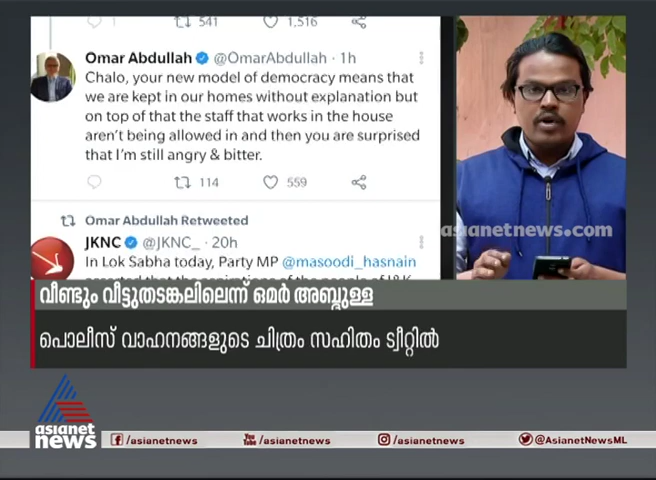 541 1,516
Omar Abdullah @OmarAbdullah · 1h
Chalo, your new model of democracy means that
we are kept in our homes without explanation but
on top of that the staff that works in the house
aren't being allowed in and then you are surprised
that I'm still angry & bitter.
114 559
Omar Abdullah Retweeted
JKNC @JKNC_ · 20h
In Lok Sabha today, Party MP @masoodi_hasnain
asianetnews.com
വീണ്ടും വീട്ടുതടങ്കലിലെന്ന് ഒമർ അബ്ദുള്ള
പൊലീസ് വാഹനങ്ങളുടെ ചിത്രം സഹിതം ട്വീറ്റിൽ
asianet
news
f /asianetnews You Tube /asianetnews /asianetnews @AsianetNewsML